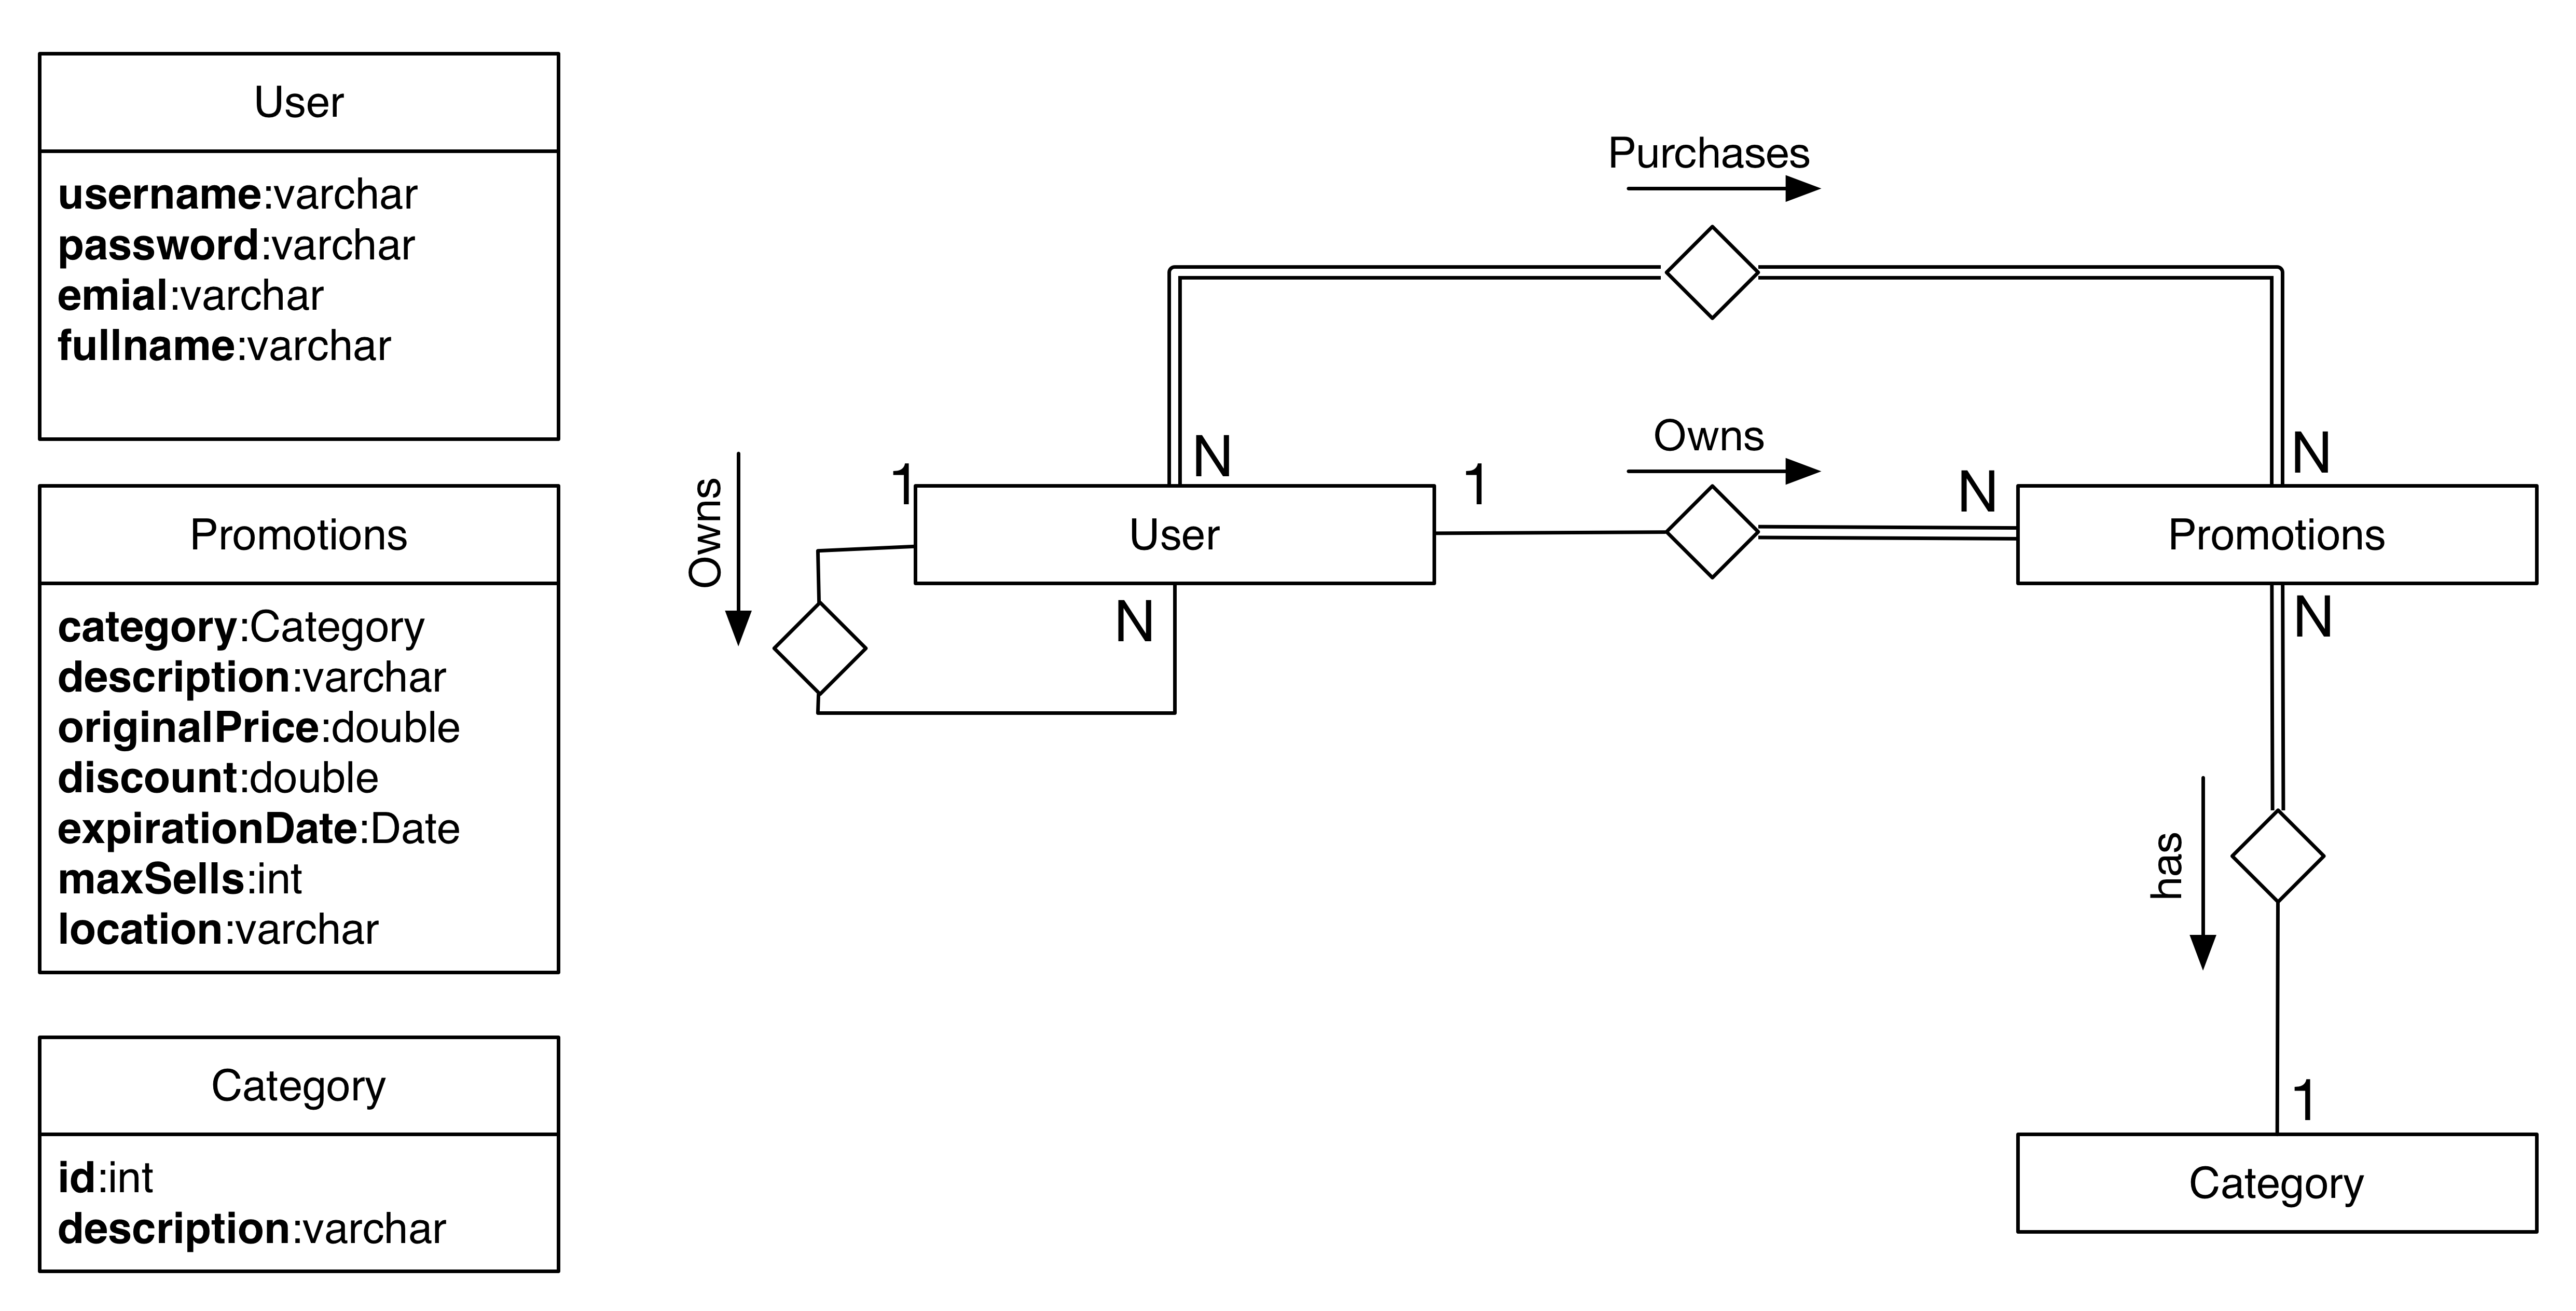 User
username:varchar
password:varchar
emial:varchar
fullname:varchar
Promotions
category:Category
description:varchar
originalPrice:double
discount:double
expirationDate:Date
maxSells:int
location:varchar
Category
id:int
description:varchar
Purchases
N
N
Owns
1
1
Owns
N
User
Promotions
N
N
has
1
Category